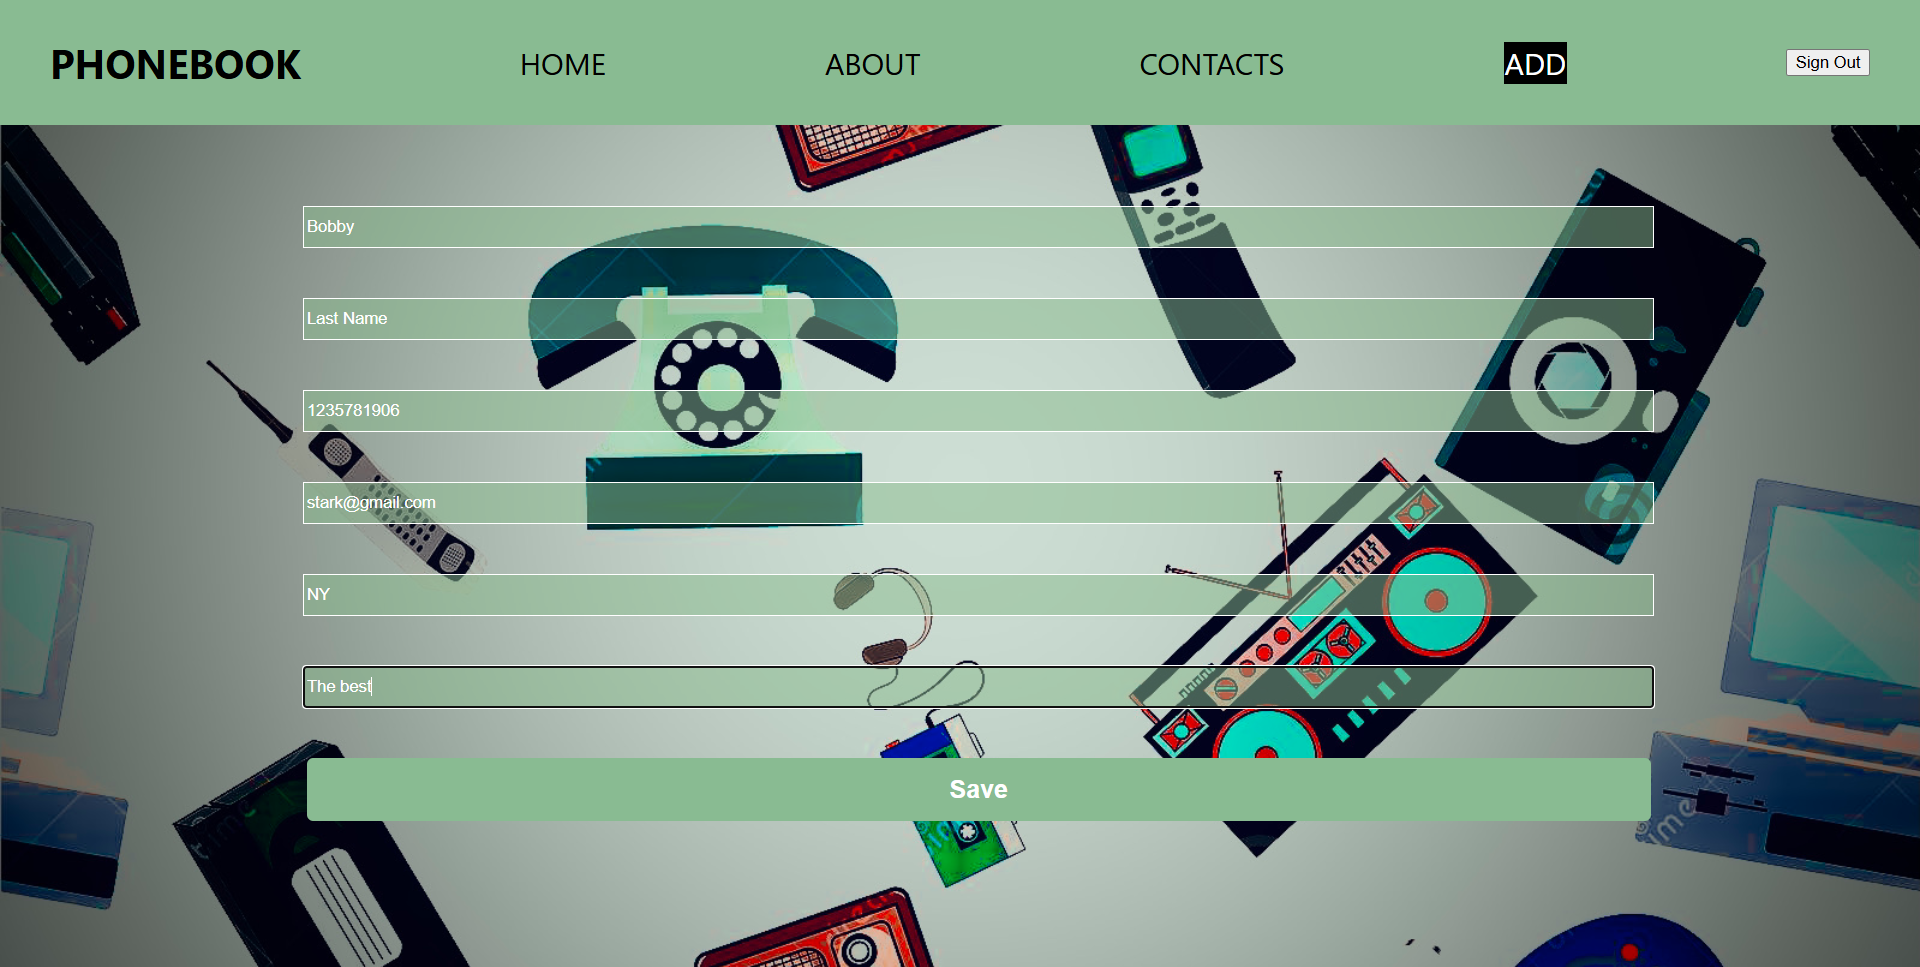 PHONEBOOK HOME ABOUT CONTACTS ADD Sign Out
Bobby
Last Name
1235781906
stark@gmail.com
NY
The best
Save